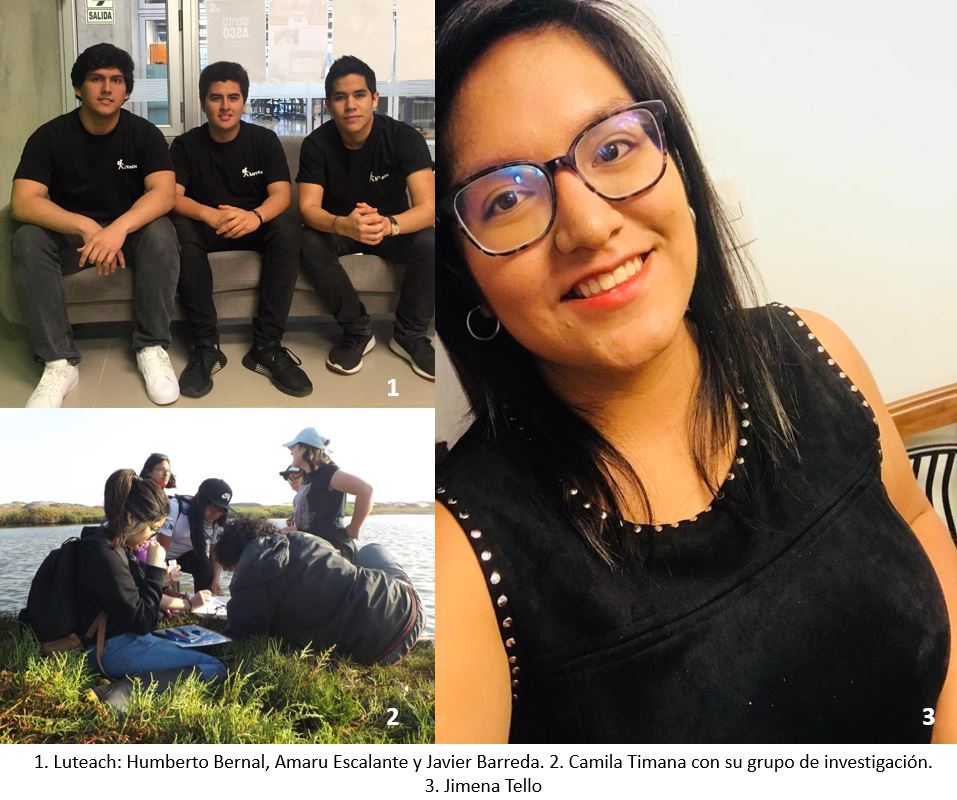 SALIDA
LUTEACH
1
2
3
1. Luteach: Humberto Bernal, Amaru Escalante y Javier Barreda. 2. Camila Timana con su grupo de investigación.
3. Jimena Tello